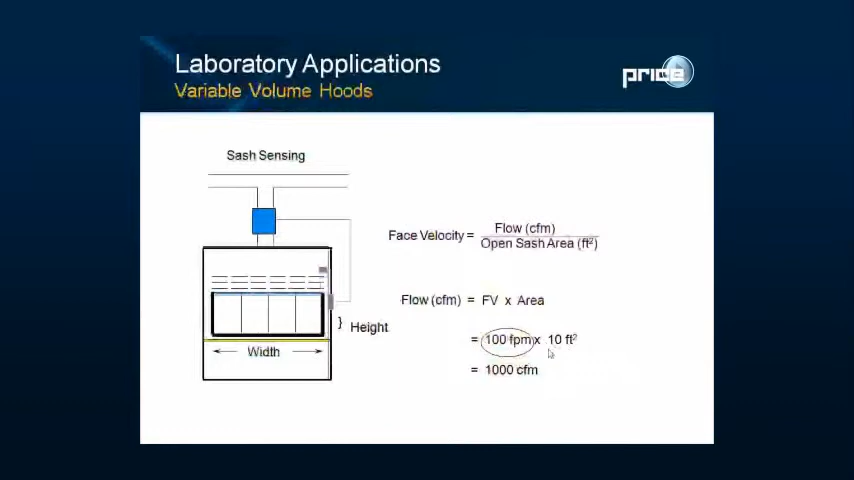 Laboratory Applications
Variable Volume Hoods
price
Sash Sensing
Face Velocity = Flow (cfm)
Open Sash Area (ft²)
Flow (cfm) = FV x Area
= 100 fpm x 10 ft²
= 1000 cfm
} Height
Width